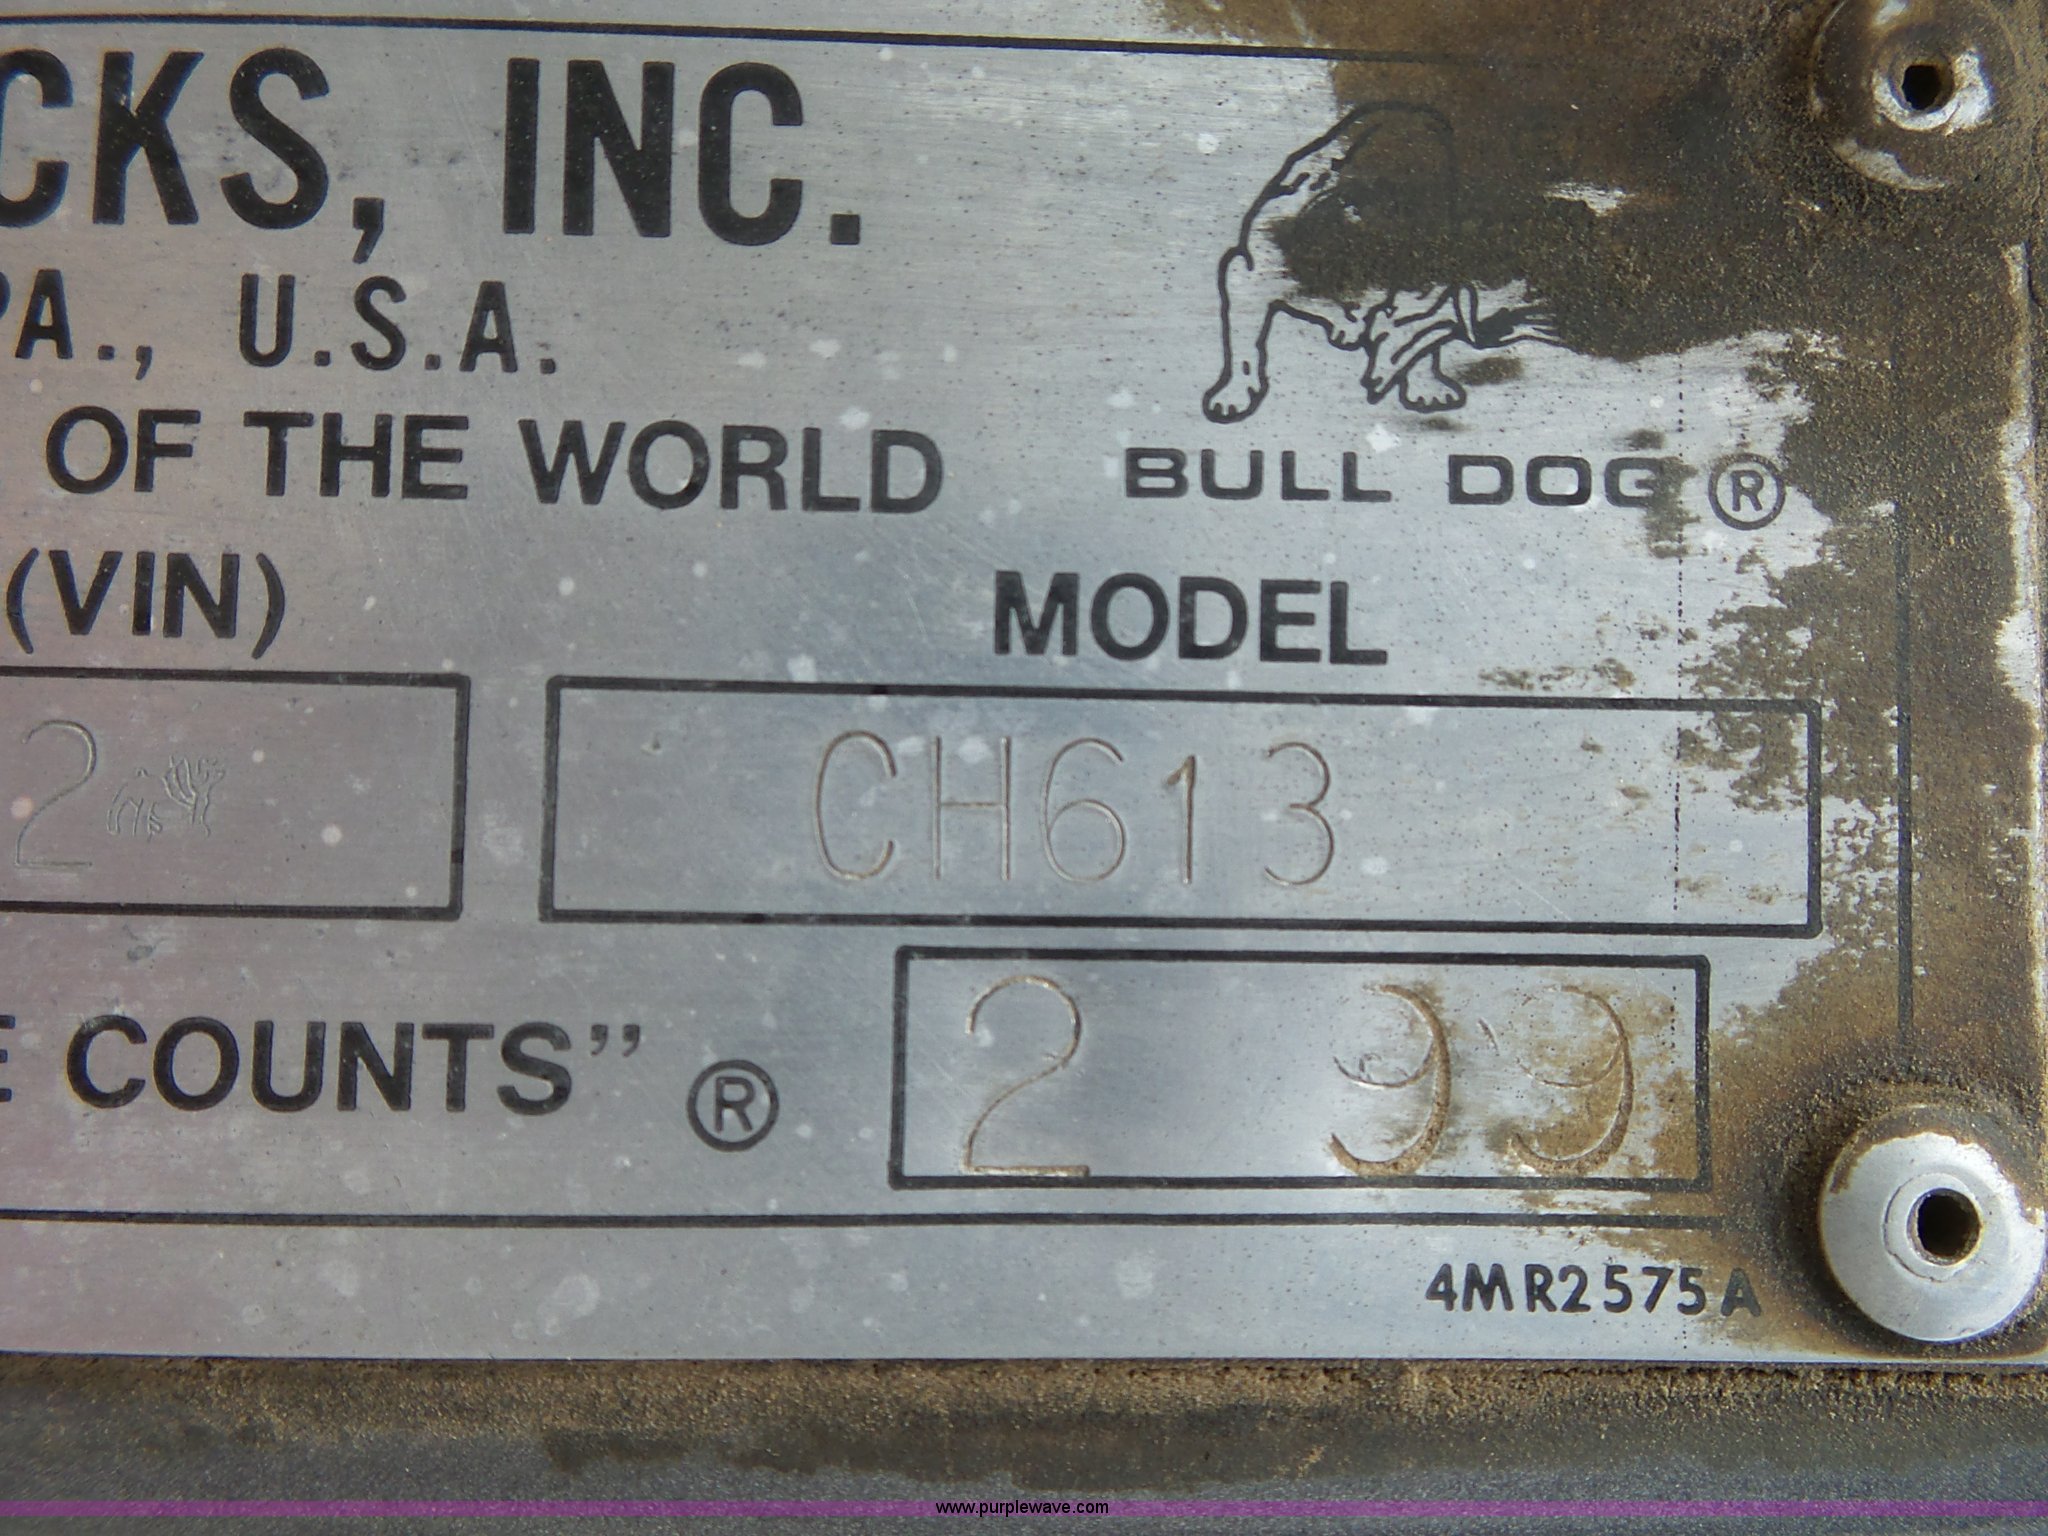 CKS, INC.
PA., U.S.A.
OF THE WORLD
BULL DOG ®
(VIN)
MODEL
2
CH613
E COUNTS” ®
2 99
4MR2575A
www.purplewave.com